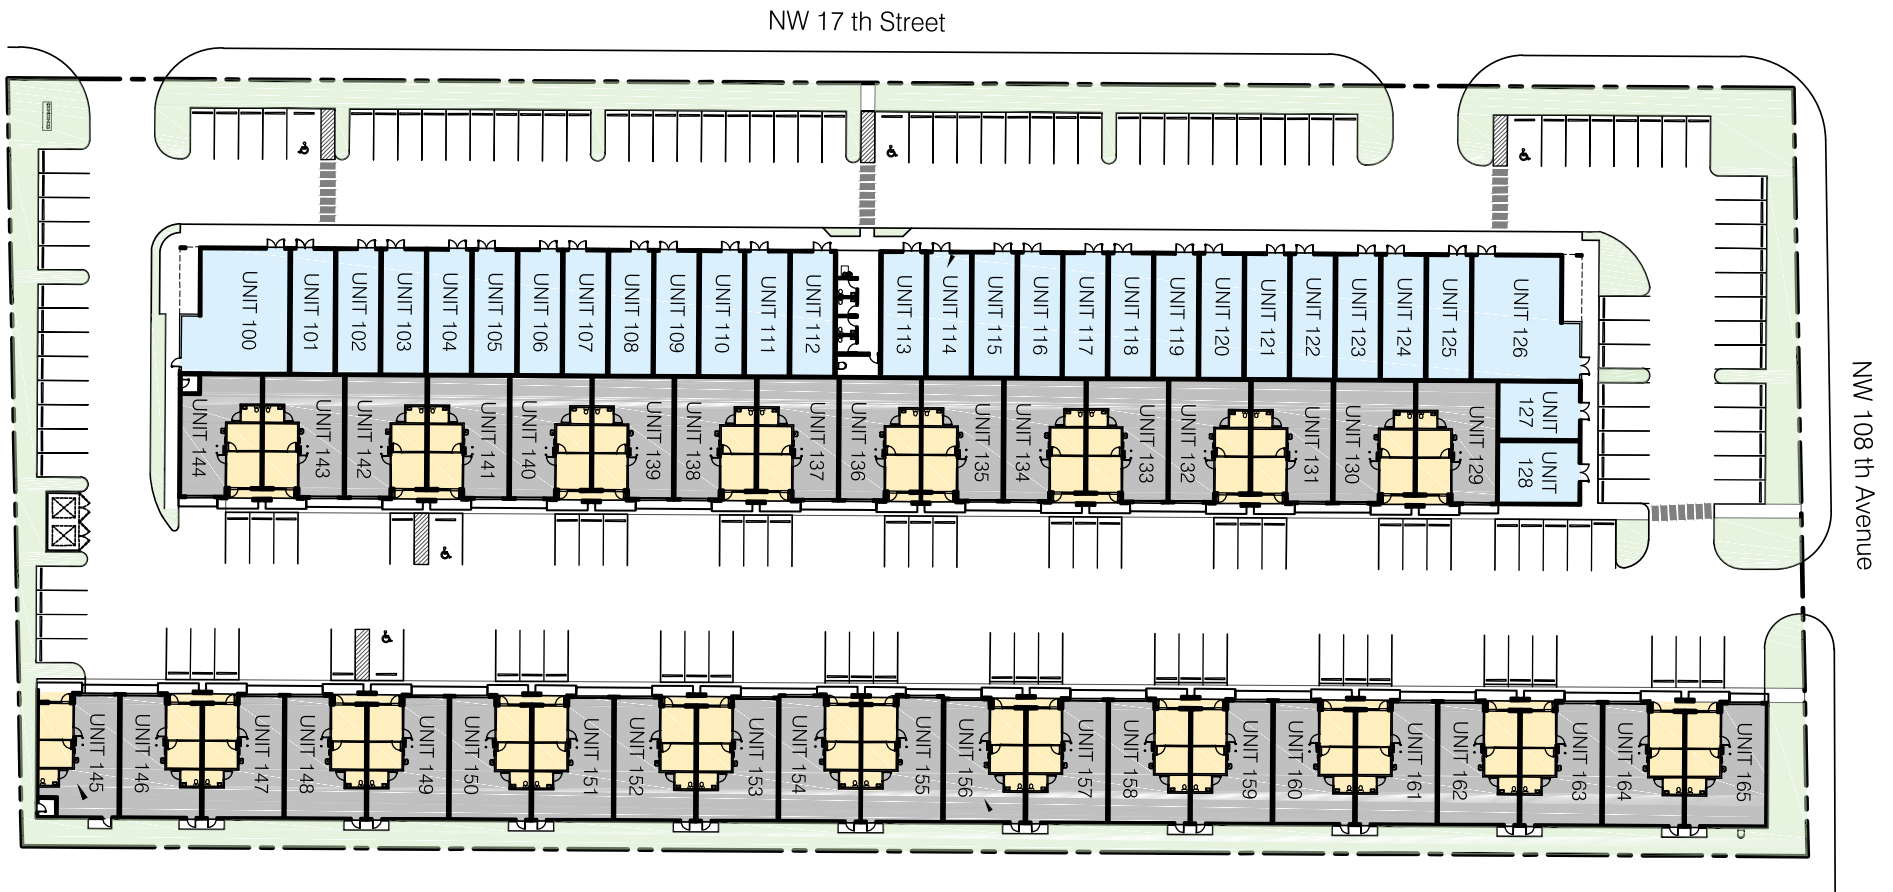 NW 17 th Street
UNIT 100
UNIT 101
UNIT 102
UNIT 103
UNIT 104
UNIT 105
UNIT 106
UNIT 107
UNIT 108
UNIT 109
UNIT 110
UNIT 111
UNIT 112
UNIT 113
UNIT 114
UNIT 115
UNIT 116
UNIT 117
UNIT 118
UNIT 119
UNIT 120
UNIT 121
UNIT 122
UNIT 123
UNIT 124
UNIT 125
UNIT 126
NW 108 th Avenue
UNIT 144
UNIT 143
UNIT 142
UNIT 141
UNIT 140
UNIT 139
UNIT 138
UNIT 137
UNIT 136
UNIT 135
UNIT 134
UNIT 133
UNIT 132
UNIT 131
UNIT 130
UNIT 129
UNIT
127
UNIT
128
UNIT 145
UNIT 146
UNIT 147
UNIT 148
UNIT 149
UNIT 150
UNIT 151
UNIT 152
UNIT 153
UNIT 154
UNIT 155
UNIT 156
UNIT 157
UNIT 158
UNIT 159
UNIT 160
UNIT 161
UNIT 162
UNIT 163
UNIT 164
UNIT 165